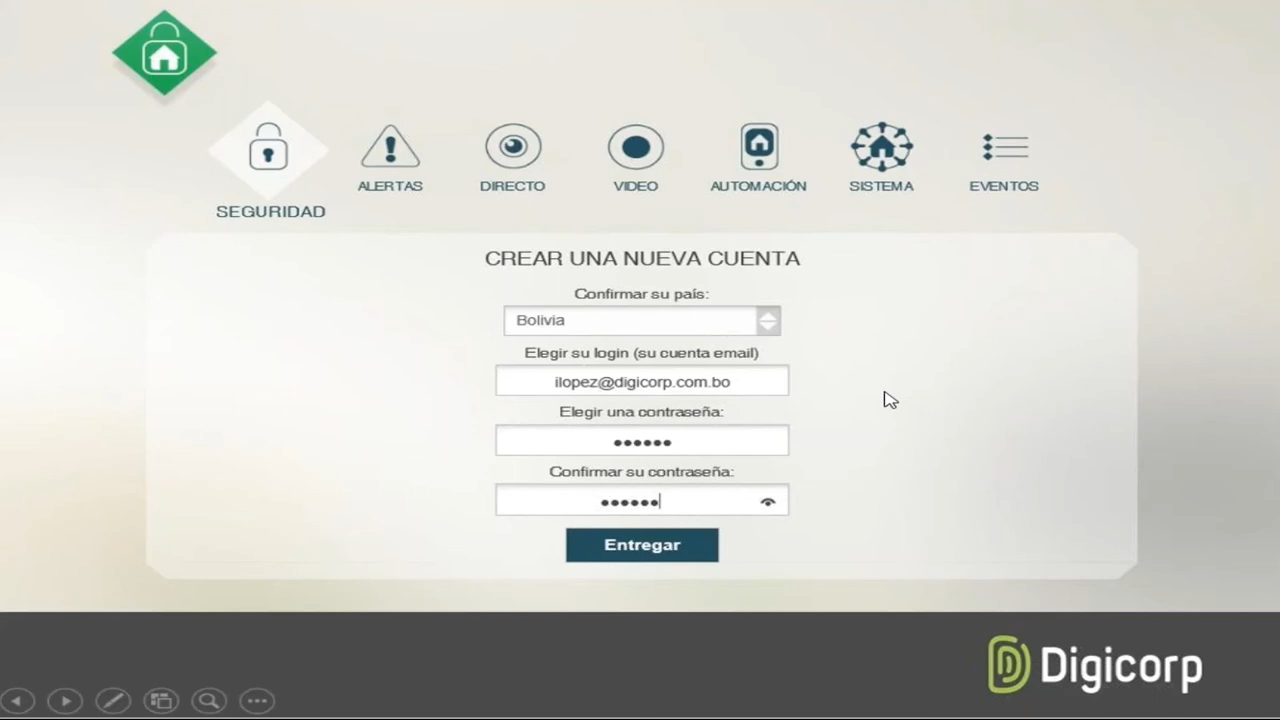 ALERTAS
DIRECTO
VIDEO
AUTOMACIÓN
SISTEMA
EVENTOS
SEGURIDAD
CREAR UNA NUEVA CUENTA
Confirmar su país:
Bolivia
Elegir su login (su cuenta email)
ilopez@digicorp.com.bo
Elegir una contraseña:
••••••
Confirmar su contraseña:
••••••
Entregar
Digicorp